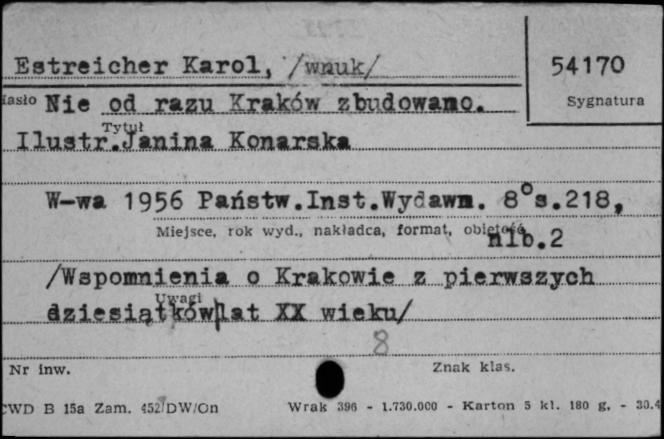 Estreicher Karol, /wnuk/ 54170
Sygnatura
Nie od razu Kraków zbudowano.
Tytuł
Ilustr.Janina Konarska
W-wa 1956 Państw.Inst.Wydawn. 8°s.218,
Miejsce, rok wyd., nakładca, format, objętość
nlb.2
/Wspomnienia o Krakowie z pierwszych
Uwagi
dziesiątków lat XX wieku/
8
Nr inw. Znak klas.
CWD B 15a Zam. 452/DW/On Wrak 396 - 1.730.000 - Karton 5 kl. 180 g. - 30.4